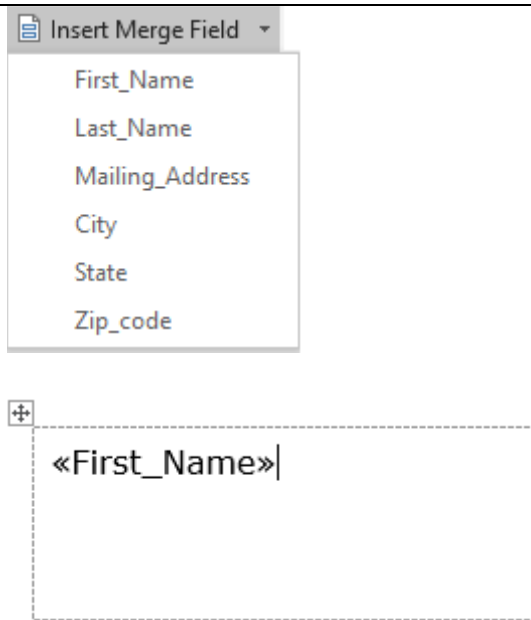 Insert Merge Field
First_Name
Last_Name
Mailing_Address
City
State
Zip_code
«First_Name»